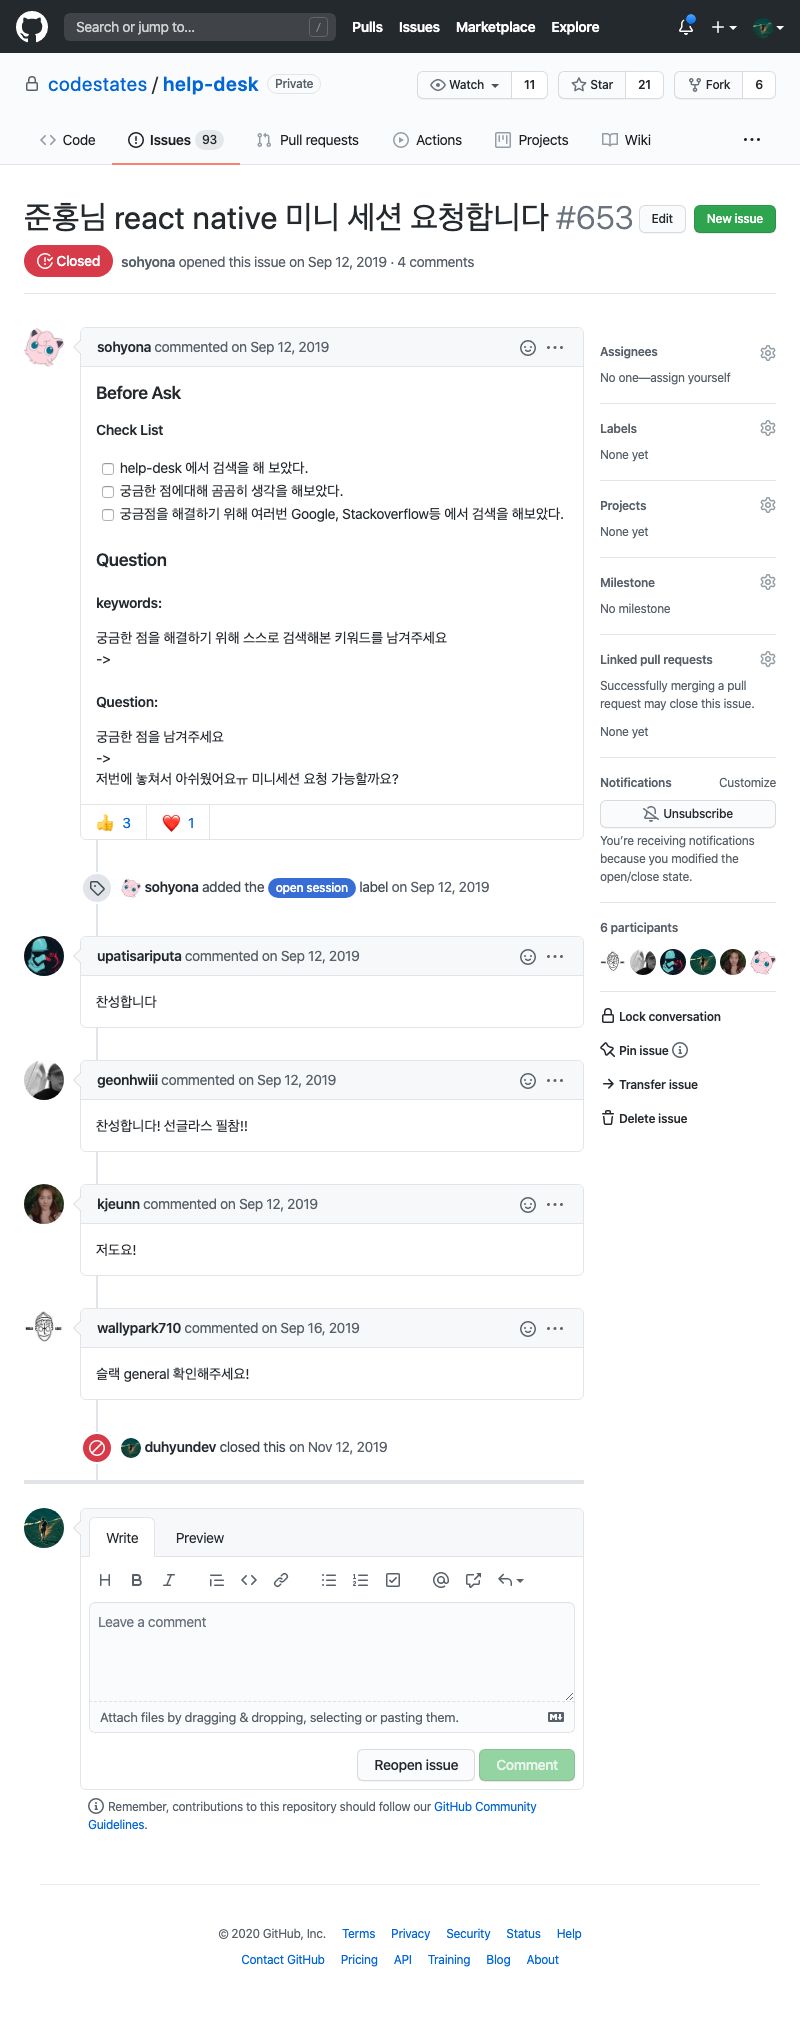 Search or jump to... /
Pulls Issues Marketplace Explore
codestates / help-desk Private
Watch 11 Star 21 Fork 6
Code Issues 93 Pull requests Actions Projects Wiki ...
준홍님 react native 미니 세션 요청합니다 #653 Edit New issue
Closed sohyona opened this issue on Sep 12, 2019 · 4 comments
sohyona commented on Sep 12, 2019
Before Ask
Check List
help-desk 에서 검색을 해 보았다.
궁금한 점에대해 곰곰히 생각을 해보았다.
궁금점을 해결하기 위해 여러번 Google, Stackoverflow등 에서 검색을 해보았다.
Question
keywords:
궁금한 점을 해결하기 위해 스스로 검색해본 키워드를 남겨주세요
->
Question:
궁금한 점을 남겨주세요
->
저번에 놓쳐서 아쉬웠어요ㅠ 미니세션 요청 가능할까요?
👍 3 ❤️ 1
sohyona added the open session label on Sep 12, 2019
upatisariputa commented on Sep 12, 2019
찬성합니다
geonhwiii commented on Sep 12, 2019
찬성합니다! 선글라스 필참!!
kjeunn commented on Sep 12, 2019
저도요!
wallypark710 commented on Sep 16, 2019
슬랙 general 확인해주세요!
duhyundev closed this on Nov 12, 2019
Assignees
No one—assign yourself
Labels
None yet
Projects
None yet
Milestone
No milestone
Linked pull requests
Successfully merging a pull
request may close this issue.
None yet
Notifications Customize
Unsubscribe
You're receiving notifications
because you modified the
open/close state.
6 participants
Lock conversation
Pin issue
Transfer issue
Delete issue
Write Preview
H B I
Leave a comment
Attach files by dragging & dropping, selecting or pasting them.
Reopen issue Comment
Remember, contributions to this repository should follow our GitHub Community
Guidelines.
© 2020 GitHub, Inc. Terms Privacy Security Status Help
Contact GitHub Pricing API Training Blog About